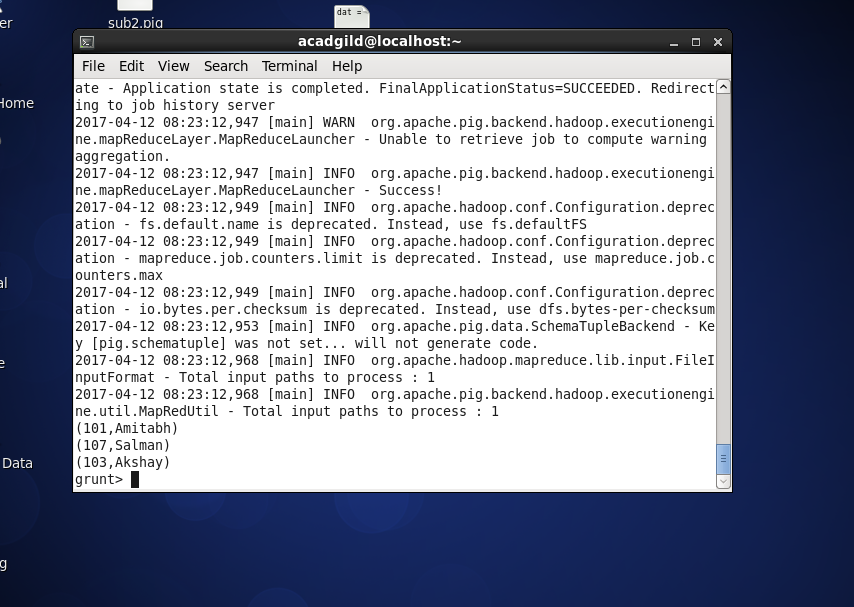 er
sub2.pig
dat =
acadgild@localhost:~
File Edit View Search Terminal Help
Home
ate - Application state is completed. FinalApplicationStatus=SUCCEEDED. Redirect
ing to job history server
2017-04-12 08:23:12,947 [main] WARN  org.apache.pig.backend.hadoop.executionengi
ne.mapReduceLayer.MapReduceLauncher - Unable to retrieve job to compute warning
aggregation.
2017-04-12 08:23:12,947 [main] INFO  org.apache.pig.backend.hadoop.executionengi
ne.mapReduceLayer.MapReduceLauncher - Success!
2017-04-12 08:23:12,949 [main] INFO  org.apache.hadoop.conf.Configuration.deprec
ation - fs.default.name is deprecated. Instead, use fs.defaultFS
2017-04-12 08:23:12,949 [main] INFO  org.apache.hadoop.conf.Configuration.deprec
ation - mapreduce.job.counters.limit is deprecated. Instead, use mapreduce.job.c
ounters.max
2017-04-12 08:23:12,949 [main] INFO  org.apache.hadoop.conf.Configuration.deprec
ation - io.bytes.per.checksum is deprecated. Instead, use dfs.bytes-per-checksum
2017-04-12 08:23:12,953 [main] INFO  org.apache.pig.data.SchemaTupleBackend - Ke
y [pig.schematuple] was not set... will not generate code.
2017-04-12 08:23:12,968 [main] INFO  org.apache.hadoop.mapreduce.lib.input.FileI
nputFormat - Total input paths to process : 1
2017-04-12 08:23:12,968 [main] INFO  org.apache.pig.backend.hadoop.executionengi
ne.util.MapRedUtil - Total input paths to process : 1
(101,Amitabh)
(107,Salman)
(103,Akshay)
grunt>
al
e
Data
g